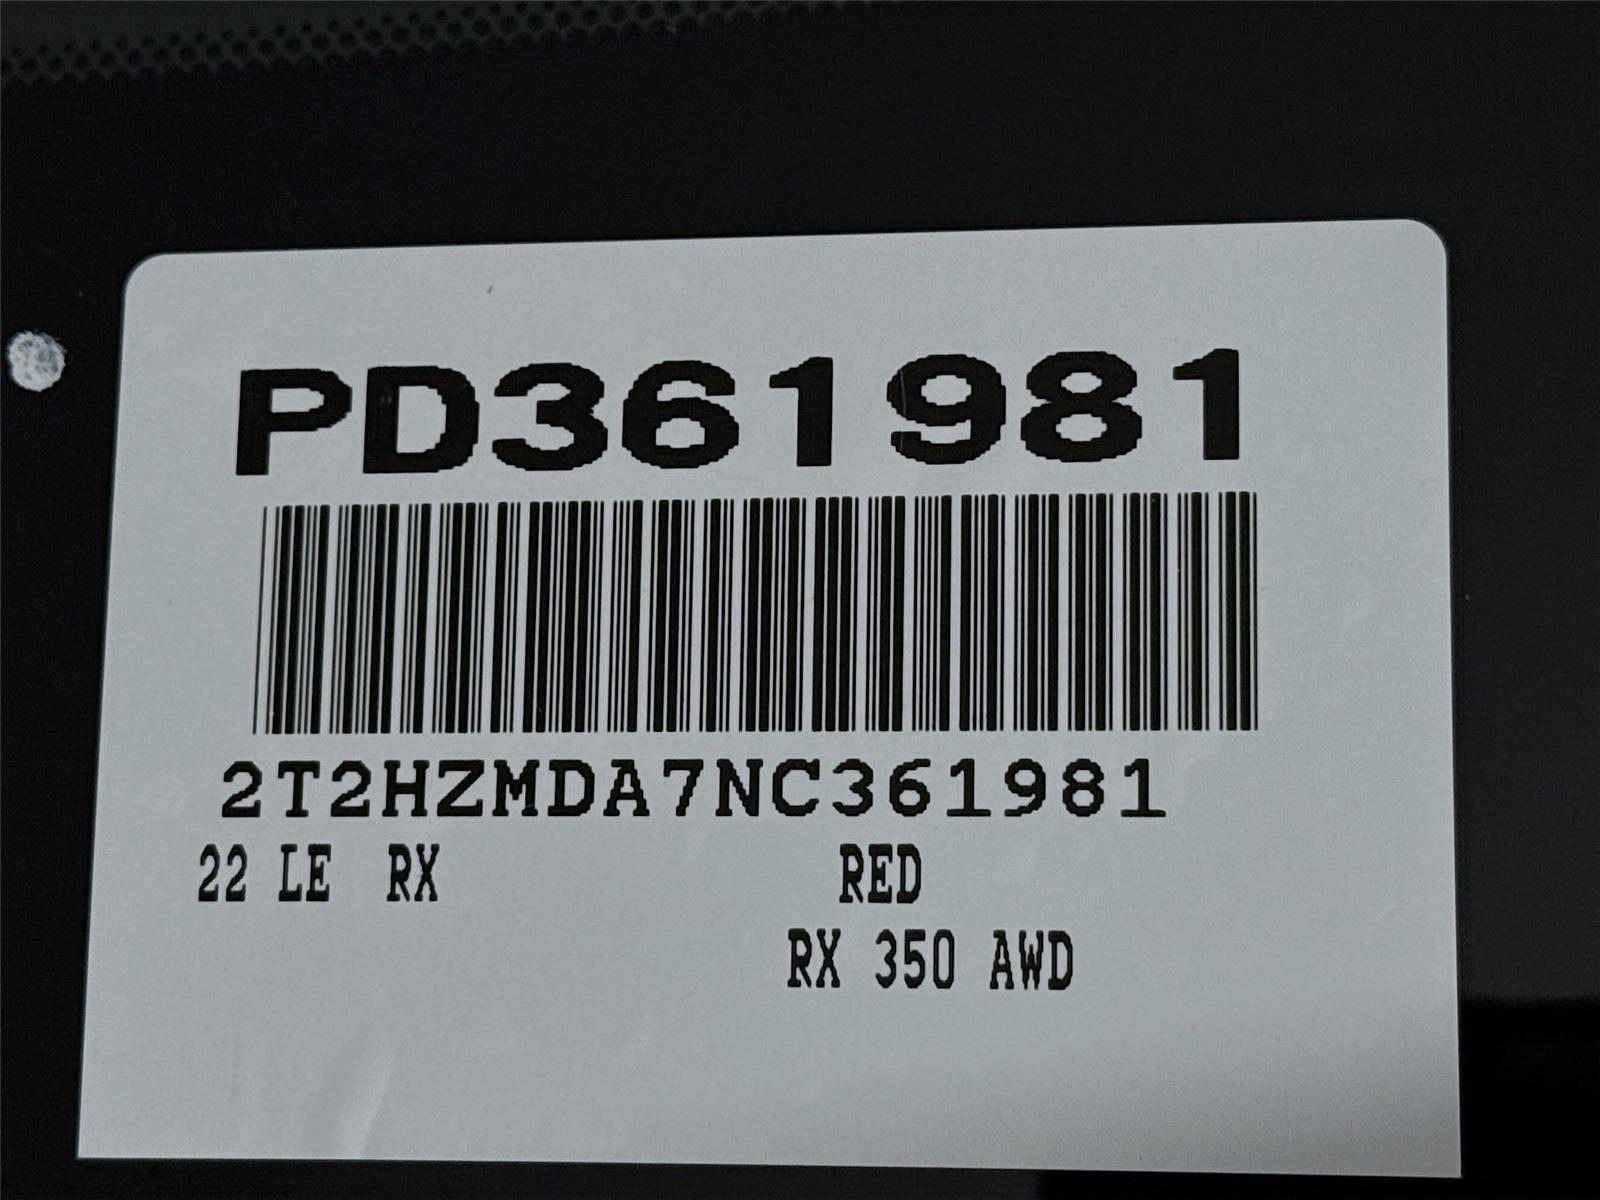 PD361981
2T2HZMDA7NC361981
22 LE RX RED
RX 350 AWD